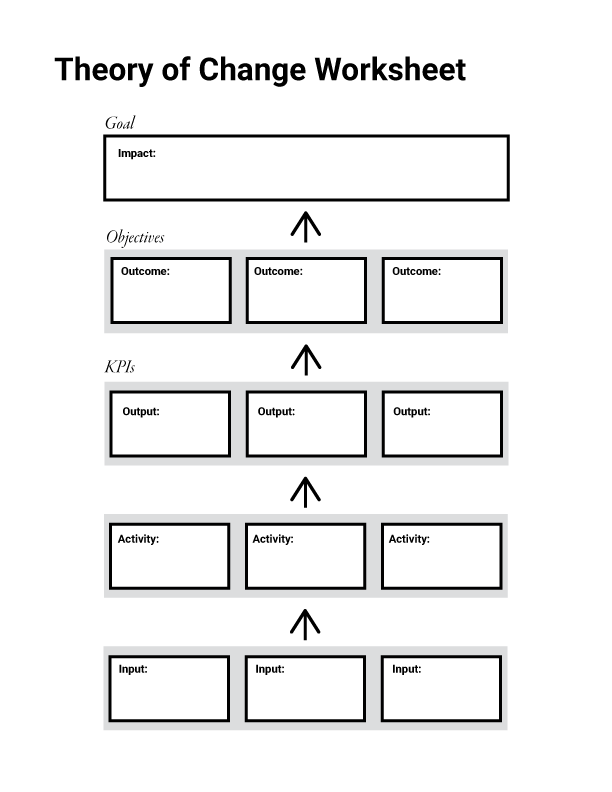 Theory of Change Worksheet
Goal
Impact:
Objectives
Outcome: Outcome: Outcome:
KPIs
Output: Output: Output:
Activity: Activity: Activity:
Input: Input: Input: